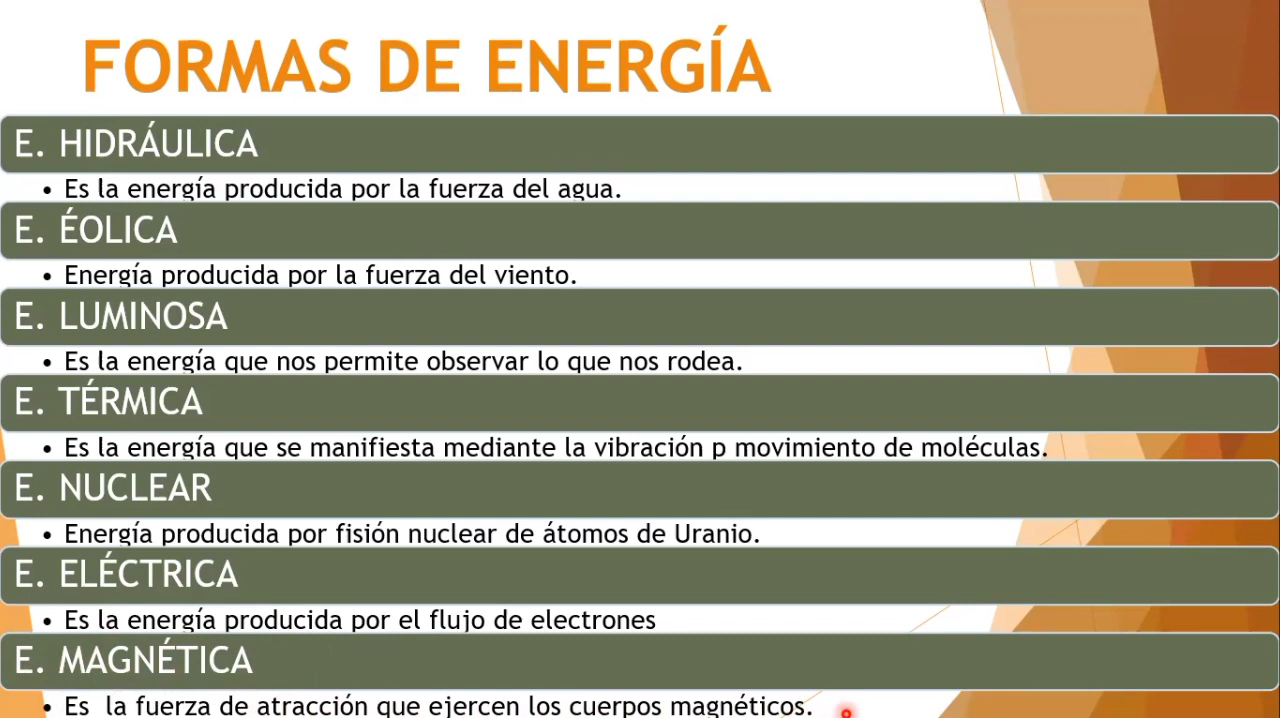 FORMAS DE ENERGÍA
E. HIDRÁULICA
• Es la energía producida por la fuerza del agua.
E. ÉOLICA
• Energía producida por la fuerza del viento.
E. LUMINOSA
• Es la energía que nos permite observar lo que nos rodea.
E. TÉRMICA
• Es la energía que se manifiesta mediante la vibración p movimiento de moléculas.
E. NUCLEAR
• Energía producida por fisión nuclear de átomos de Uranio.
E. ELÉCTRICA
• Es la energía producida por el flujo de electrones
E. MAGNÉTICA
• Es  la fuerza de atracción que ejercen los cuerpos magnéticos.